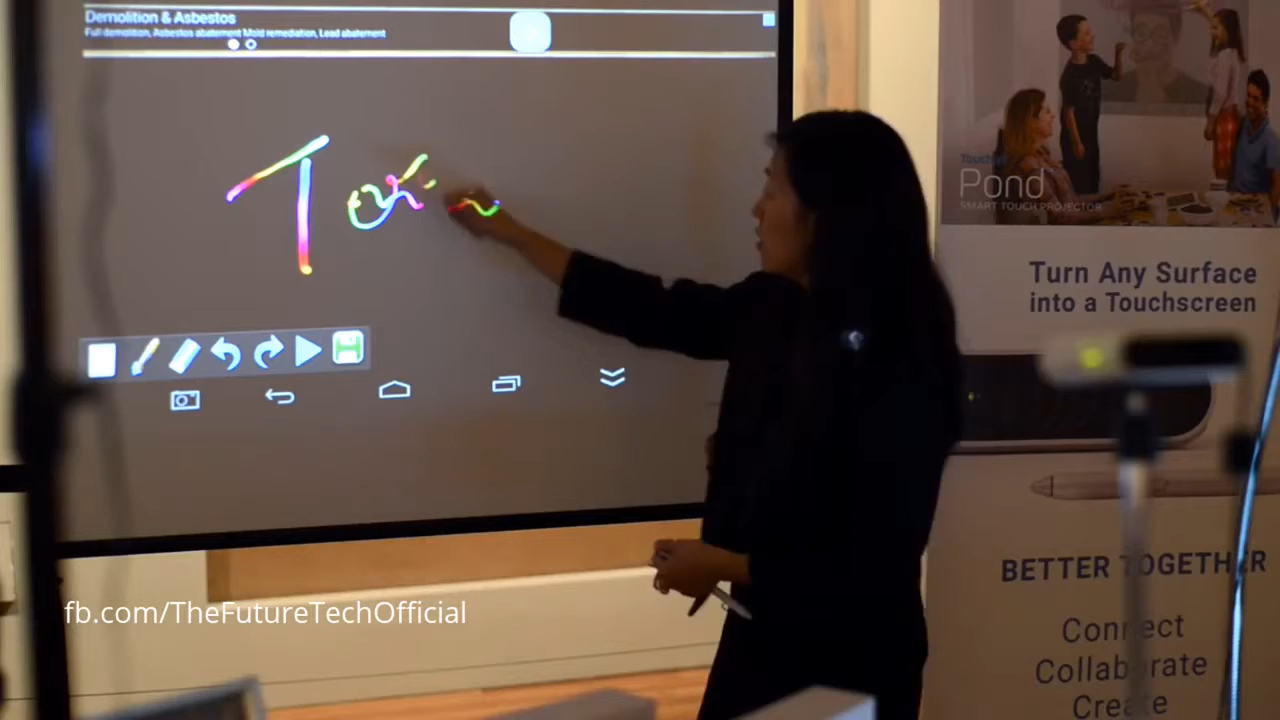 Demolition & Asbestos
Full demolition, Asbestos abatement Mold remediation, Lead abatement
Pond
SMART TOUCH PROJECTOR
Turn Any Surface
into a Touchscreen
BETTER TOGETHER
Connect
Collaborate
Create
fb.com/TheFutureTechOfficial